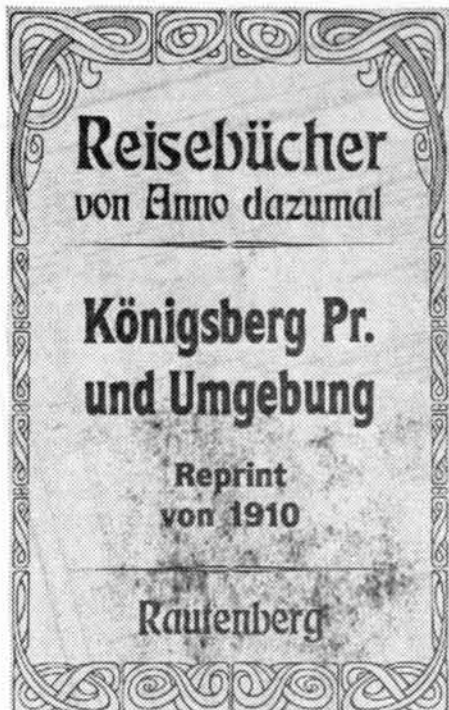 Reisebücher
von Anno dazumal
Königsberg Pr.
und Umgebung
Reprint
von 1910
Rautenberg